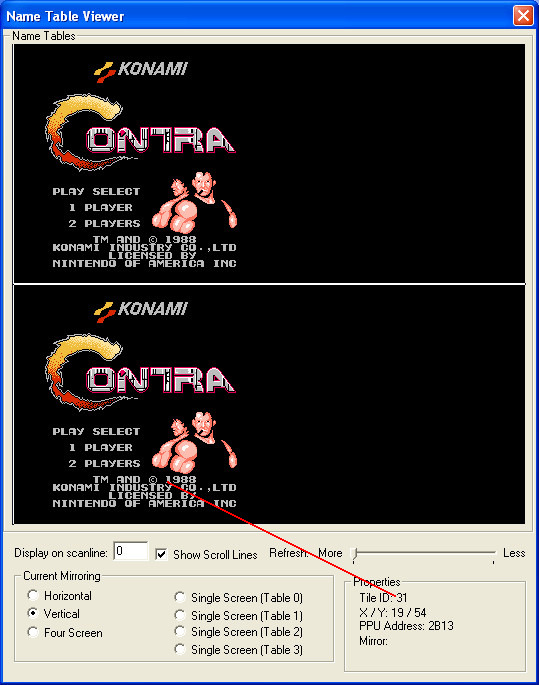 Name Table Viewer
Name Tables
KONAMI
CONTRA
PLAY SELECT
1 PLAYER
2 PLAYERS
TM AND © 1988
KONAMI INDUSTRY CO.,LTD
LICENSED BY
NINTENDO OF AMERICA INC
KONAMI
CONTRA
PLAY SELECT
1 PLAYER
2 PLAYERS
TM AND © 1988
KONAMI INDUSTRY CO.,LTD
LICENSED BY
NINTENDO OF AMERICA INC
Display on scanline: 0 Show Scroll Lines Refresh: More Less
Current Mirroring
Horizontal
Vertical
Four Screen
Single Screen (Table 0)
Single Screen (Table 1)
Single Screen (Table 2)
Single Screen (Table 3)
Properties
Tile ID: 31
X / Y: 19 / 54
PPU Address: 2B13
Mirror: